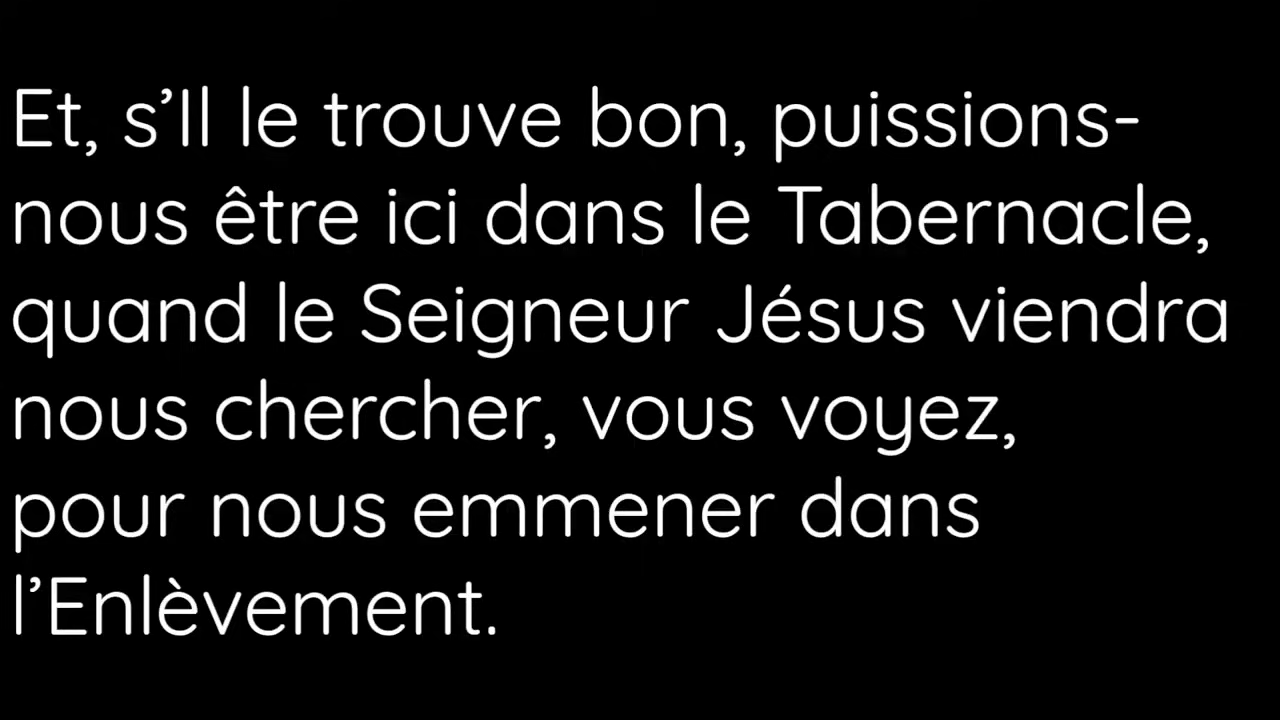 Et, s’Il le trouve bon, puissions-
nous être ici dans le Tabernacle,
quand le Seigneur Jésus viendra
nous chercher, vous voyez,
pour nous emmener dans
l’Enlèvement.